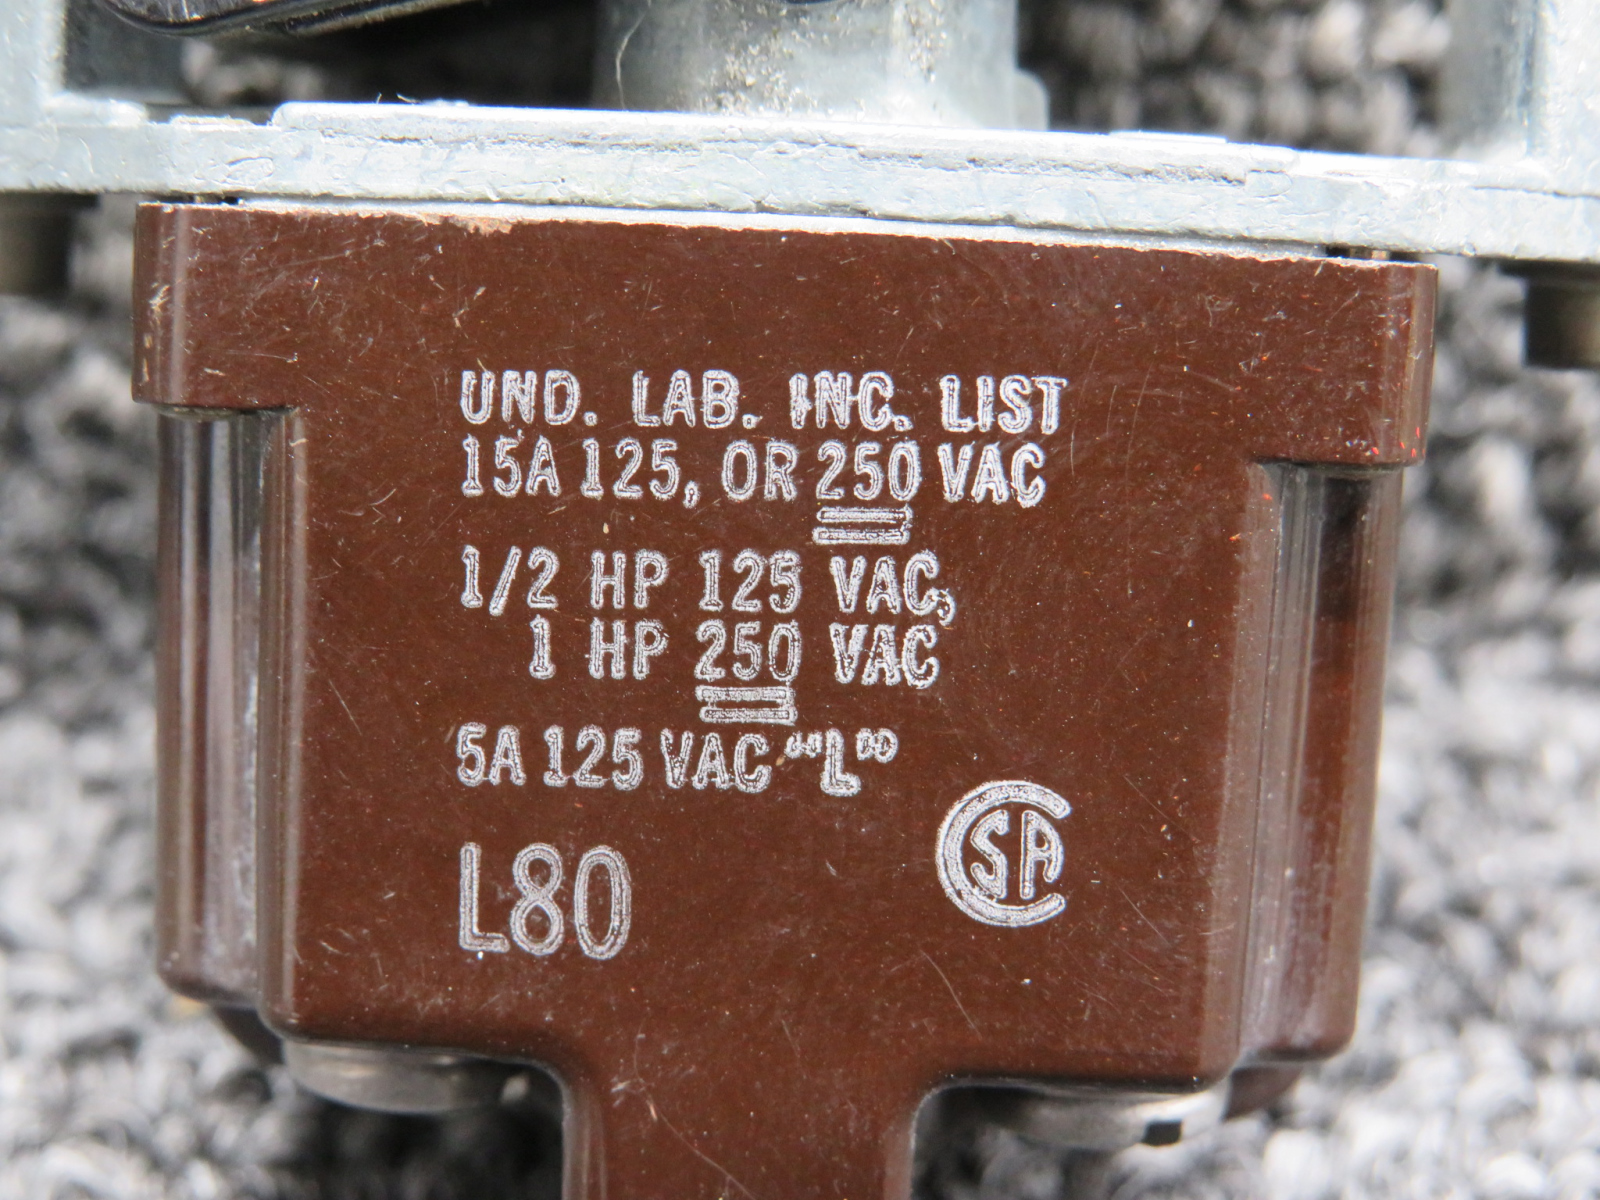 UND. LAB. INC. LIST
15A 125, OR 250 VAC
1/2 HP 125 VAC,
1 HP 250 VAC
5A 125 VAC "L"
L80
CSA